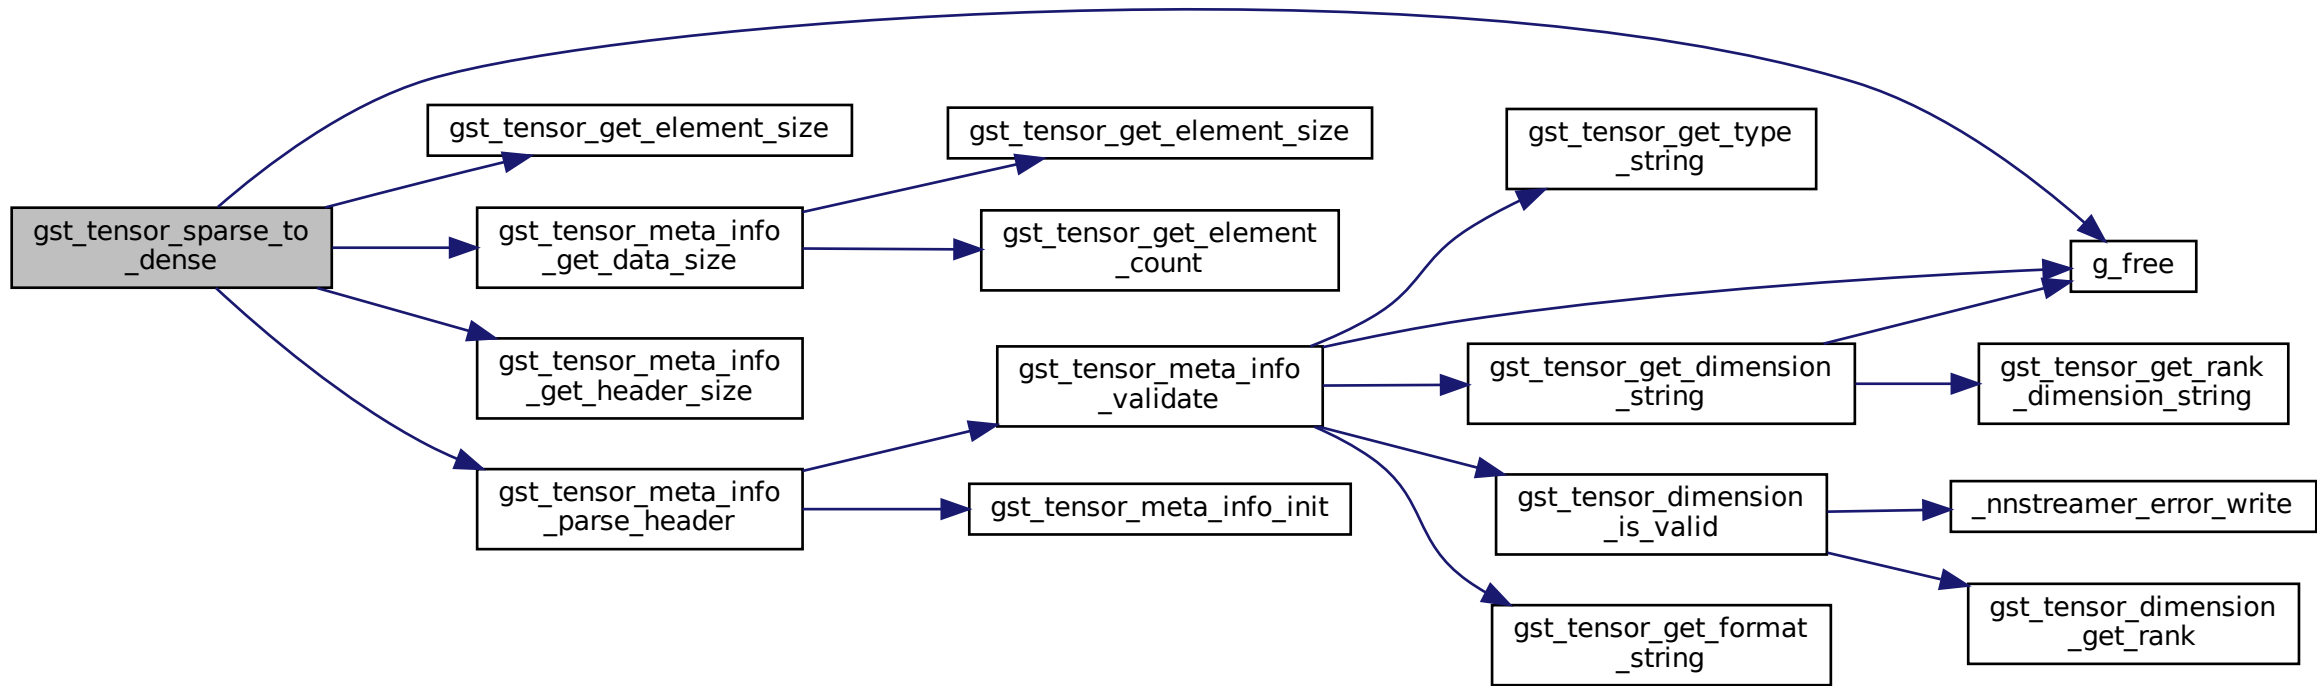 gst_tensor_sparse_to
_dense
gst_tensor_get_element_size
gst_tensor_meta_info
_get_data_size
gst_tensor_meta_info
_get_header_size
gst_tensor_meta_info
_parse_header
gst_tensor_get_element_size
gst_tensor_get_element
_count
gst_tensor_meta_info
_validate
gst_tensor_meta_info_init
gst_tensor_get_type
_string
gst_tensor_get_dimension
_string
gst_tensor_dimension
_is_valid
gst_tensor_get_format
_string
g_free
gst_tensor_get_rank
_dimension_string
_nnstreamer_error_write
gst_tensor_dimension
_get_rank